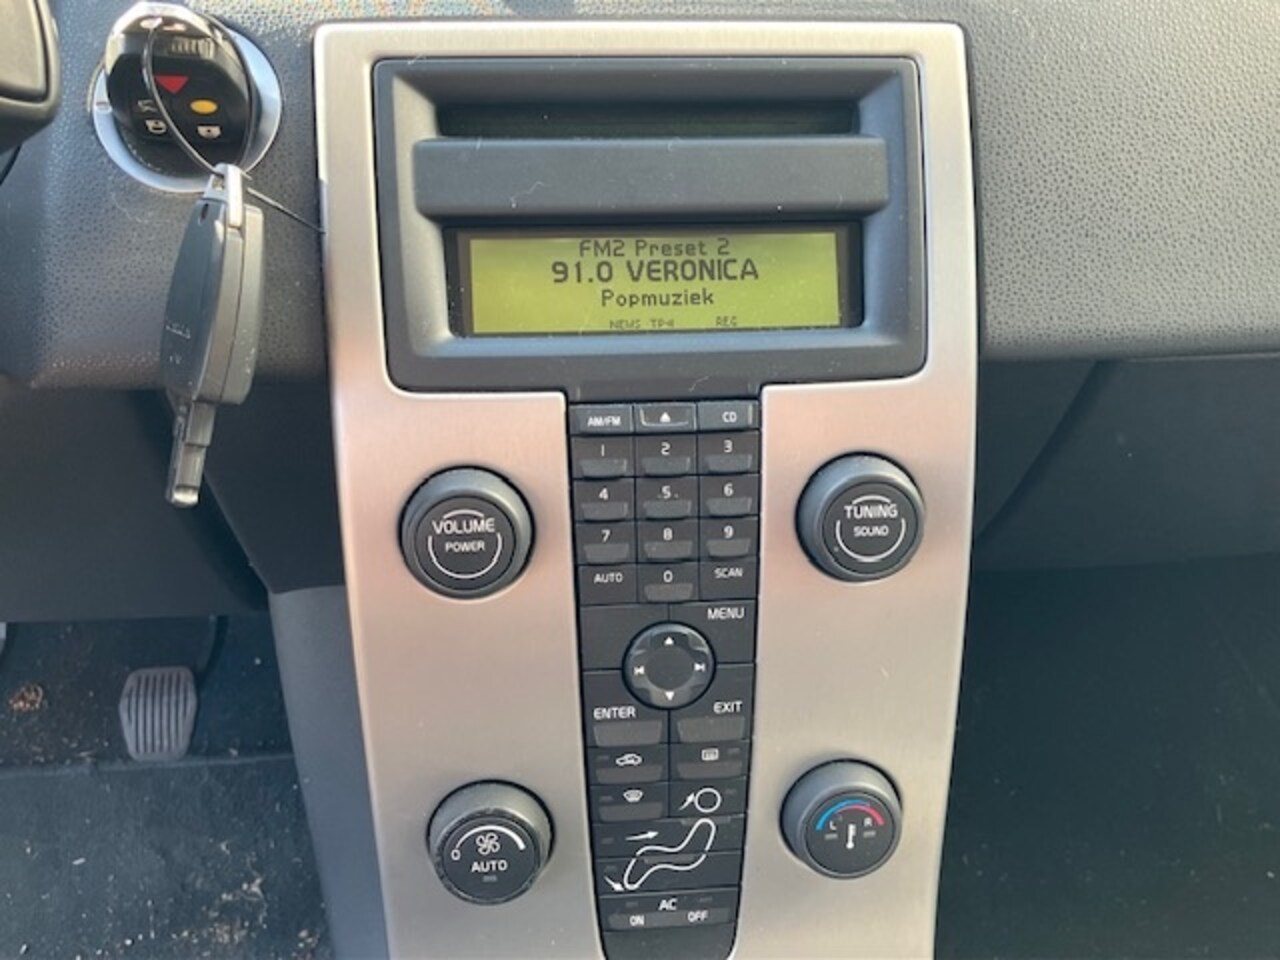 FM2 Preset 2
91.0 VERONICA
Popmuziek
NEWS TP REG
AM/FM CD
1 2 3
4 5 6
7 8 9
AUTO 0 SCAN
VOLUME
POWER
TUNING
SOUND
MENU
ENTER EXIT
0
AUTO
L R
AC
ON OFF